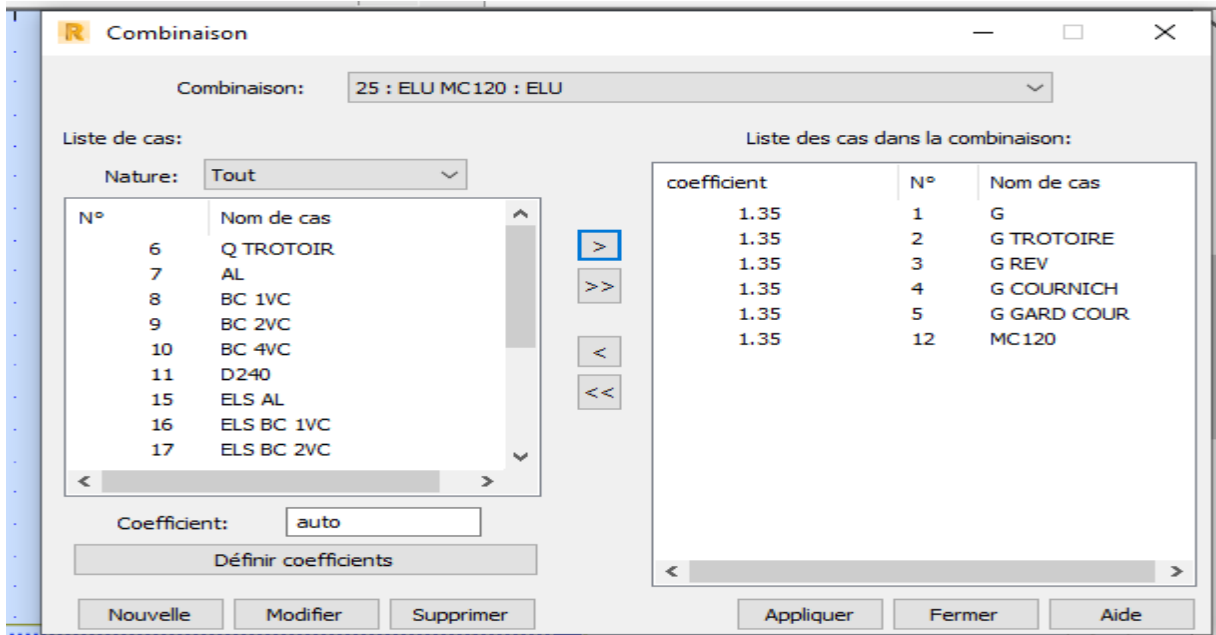 R Combinaison
Combinaison: 25 : ELU MC120 : ELU
Liste de cas:
Nature: Tout
N° Nom de cas
6 Q TROTOIR
7 AL
8 BC 1VC
9 BC 2VC
10 BC 4VC
11 D240
15 ELS AL
16 ELS BC 1VC
17 ELS BC 2VC
Coefficient: auto
Définir coefficients
Nouvelle Modifier Supprimer
>
>>
<
<<
Liste des cas dans la combinaison:
coefficient N° Nom de cas
1.35 1 G
1.35 2 G TROTOIRE
1.35 3 G REV
1.35 4 G COURNICH
1.35 5 G GARD COUR
1.35 12 MC120
Appliquer Fermer Aide